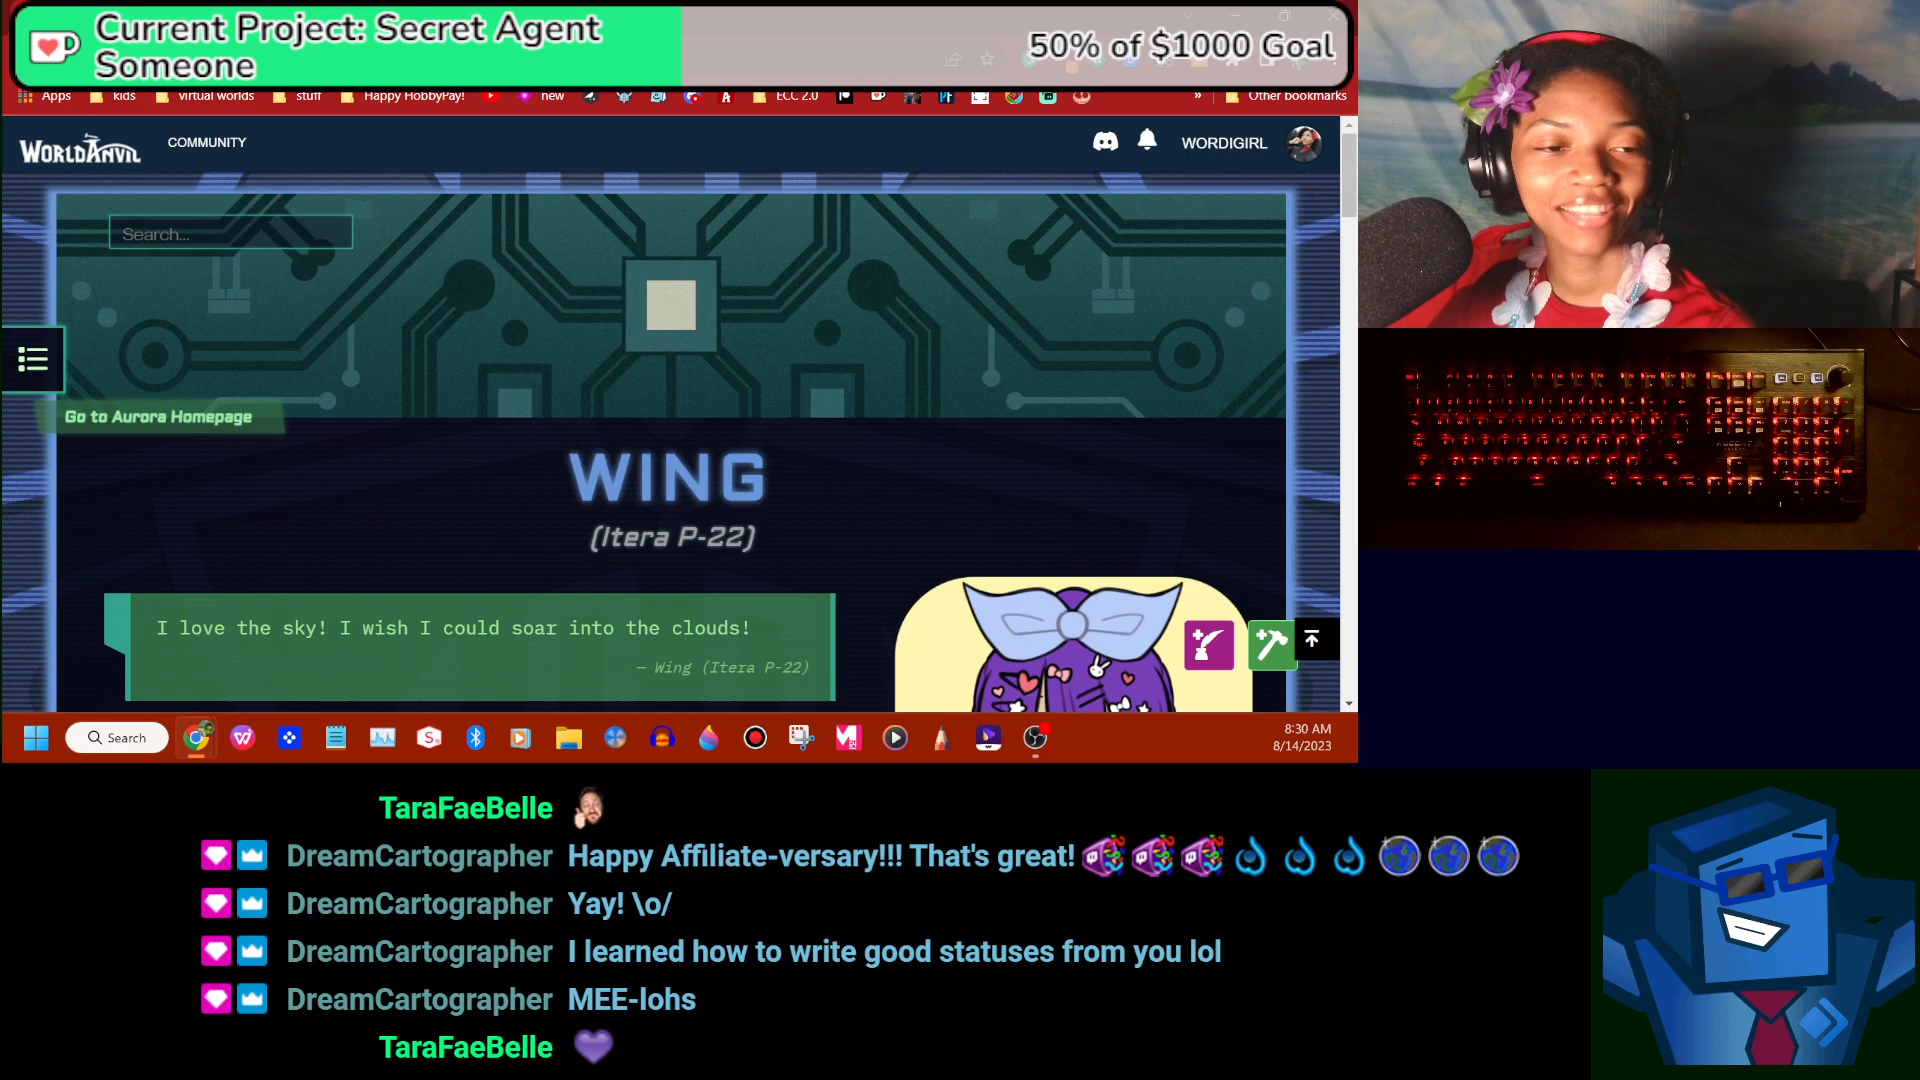 Current Project: Secret Agent
Someone
50% of $1000 Goal
Apps
kids
virtual worlds
stuff
Happy HobbyPay!
new
ECC 2.0
»
Other bookmarks
WORLDANVIL
COMMUNITY
WORDIGIRL
Search...
Go to Aurora Homepage
WING
(Itera P-22)
I love the sky! I wish I could soar into the clouds!
— Wing (Itera P-22)
Search
8:30 AM
8/14/2023
TaraFaeBelle
DreamCartographer Happy Affiliate-versary!!! That's great!
DreamCartographer Yay! \o/
DreamCartographer I learned how to write good statuses from you lol
DreamCartographer MEE-lohs
TaraFaeBelle